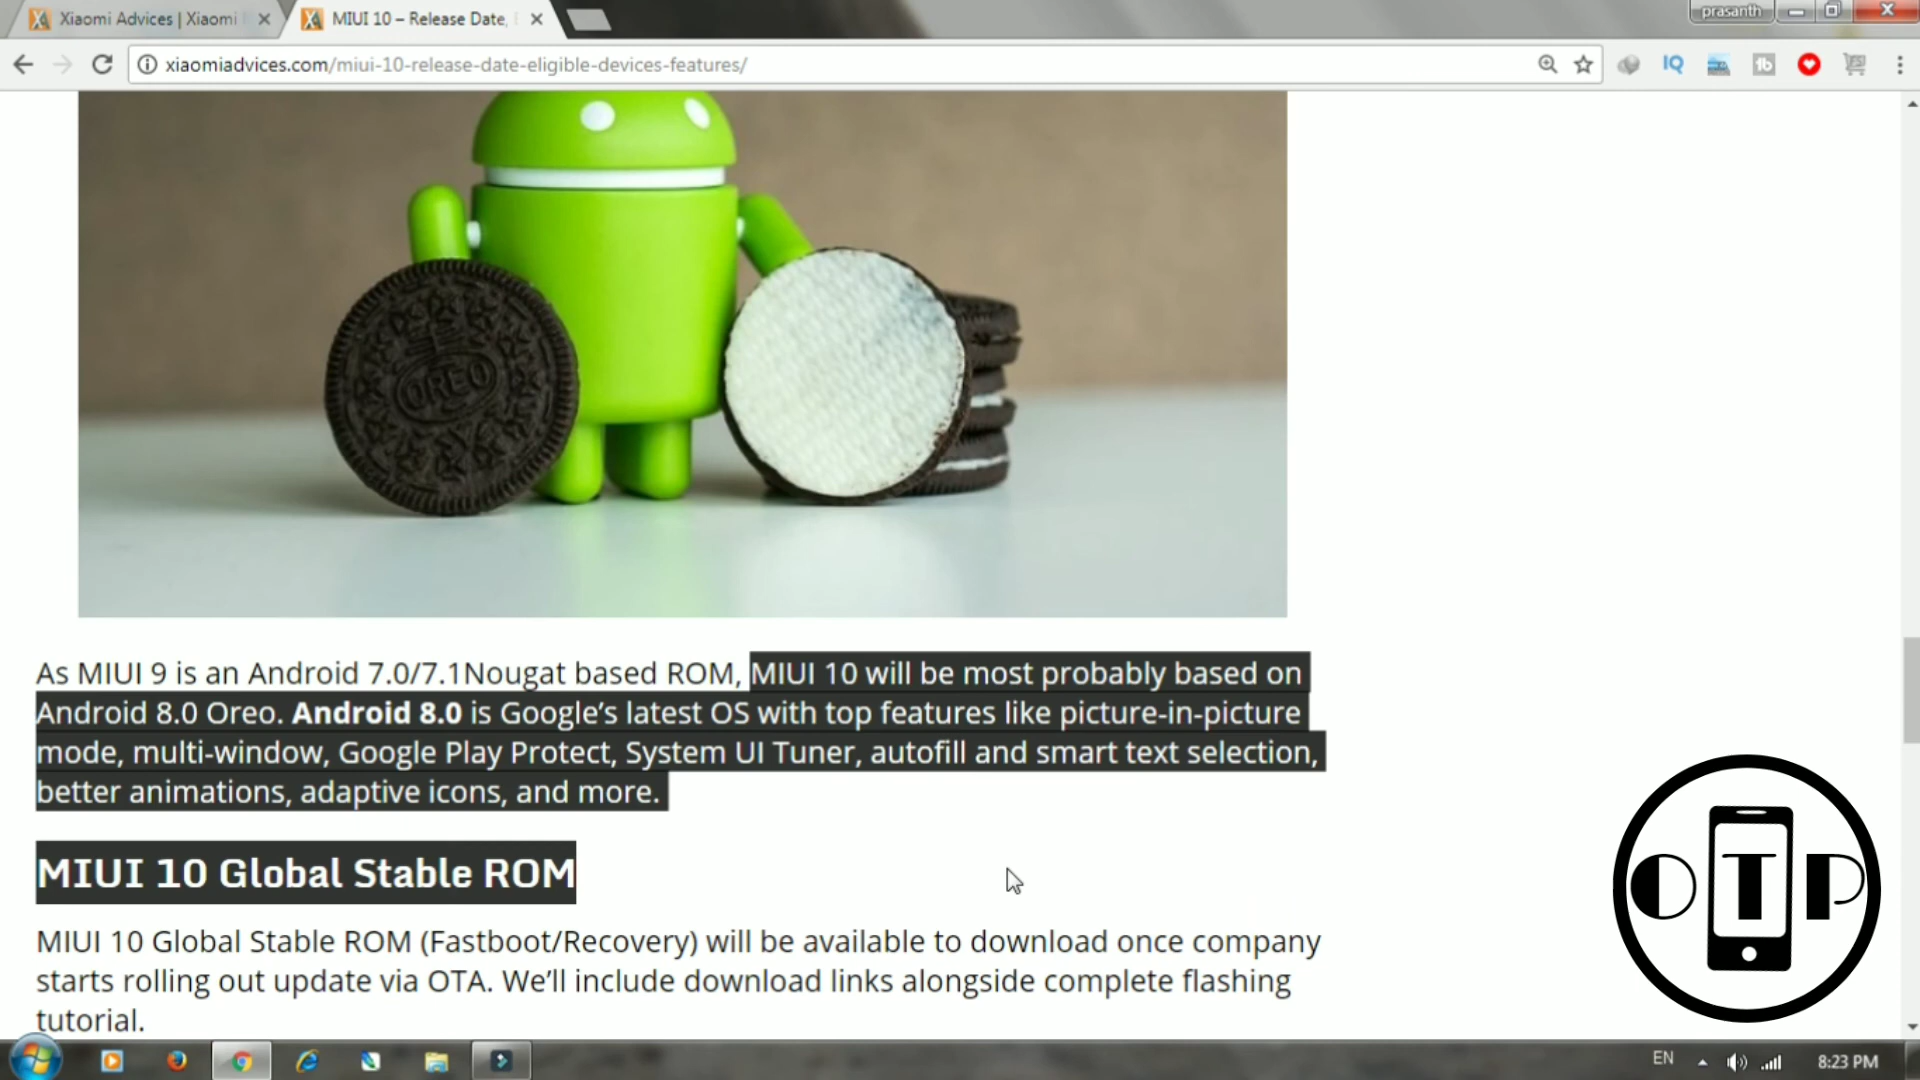 Xiaomi Advices | Xiaomi
MIUI 10 – Release Date,
prasanth
xiaomiadvices.com/miui-10-release-date-eligible-devices-features/
IQ
OREO
As MIUI 9 is an Android 7.0/7.1Nougat based ROM, MIUI 10 will be most probably based on
Android 8.0 Oreo. Android 8.0 is Google’s latest OS with top features like picture-in-picture
mode, multi-window, Google Play Protect, System UI Tuner, autofill and smart text selection,
better animations, adaptive icons, and more.
MIUI 10 Global Stable ROM
MIUI 10 Global Stable ROM (Fastboot/Recovery) will be available to download once company
starts rolling out update via OTA. We’ll include download links alongside complete flashing
tutorial.
OTP
EN
8:23 PM